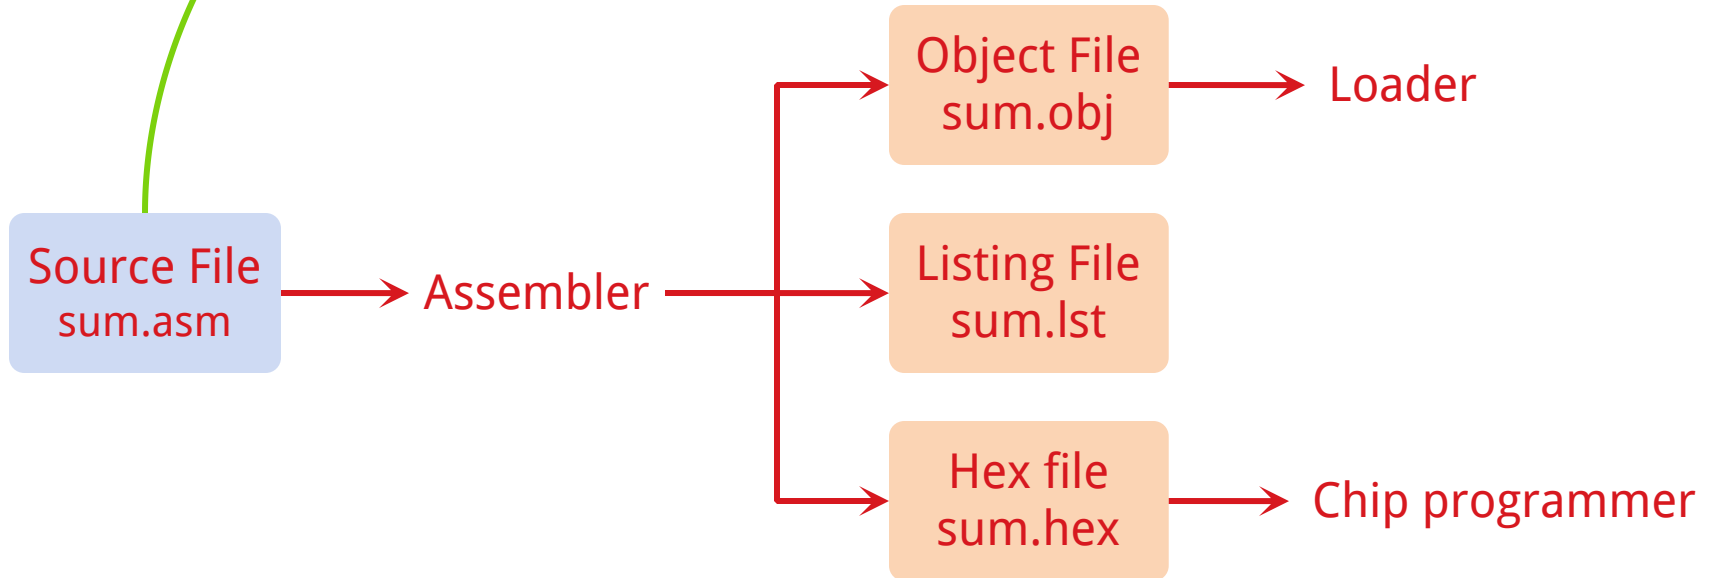 Object File
sum.obj
Loader
Source File
sum.asm
Assembler
Listing File
sum.lst
Hex file
sum.hex
Chip programmer